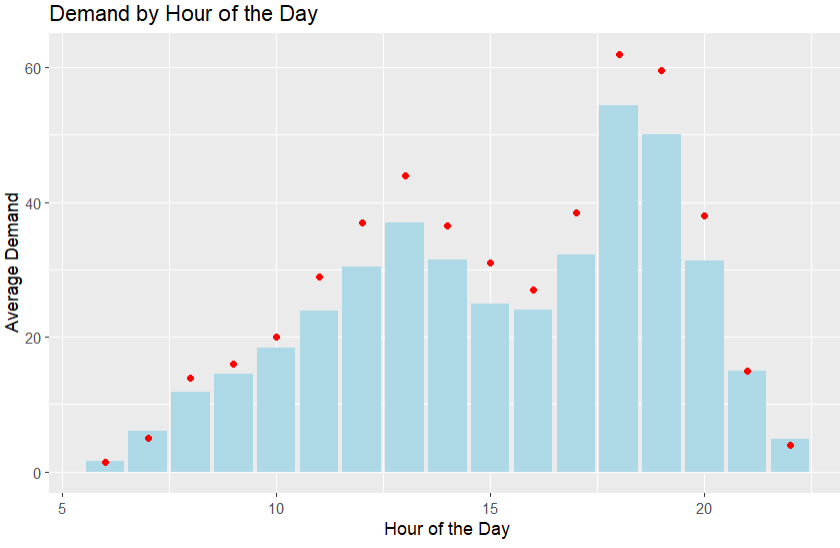 Demand by Hour of the Day
Average Demand
60
40
20
0
5 10 15 20
Hour of the Day